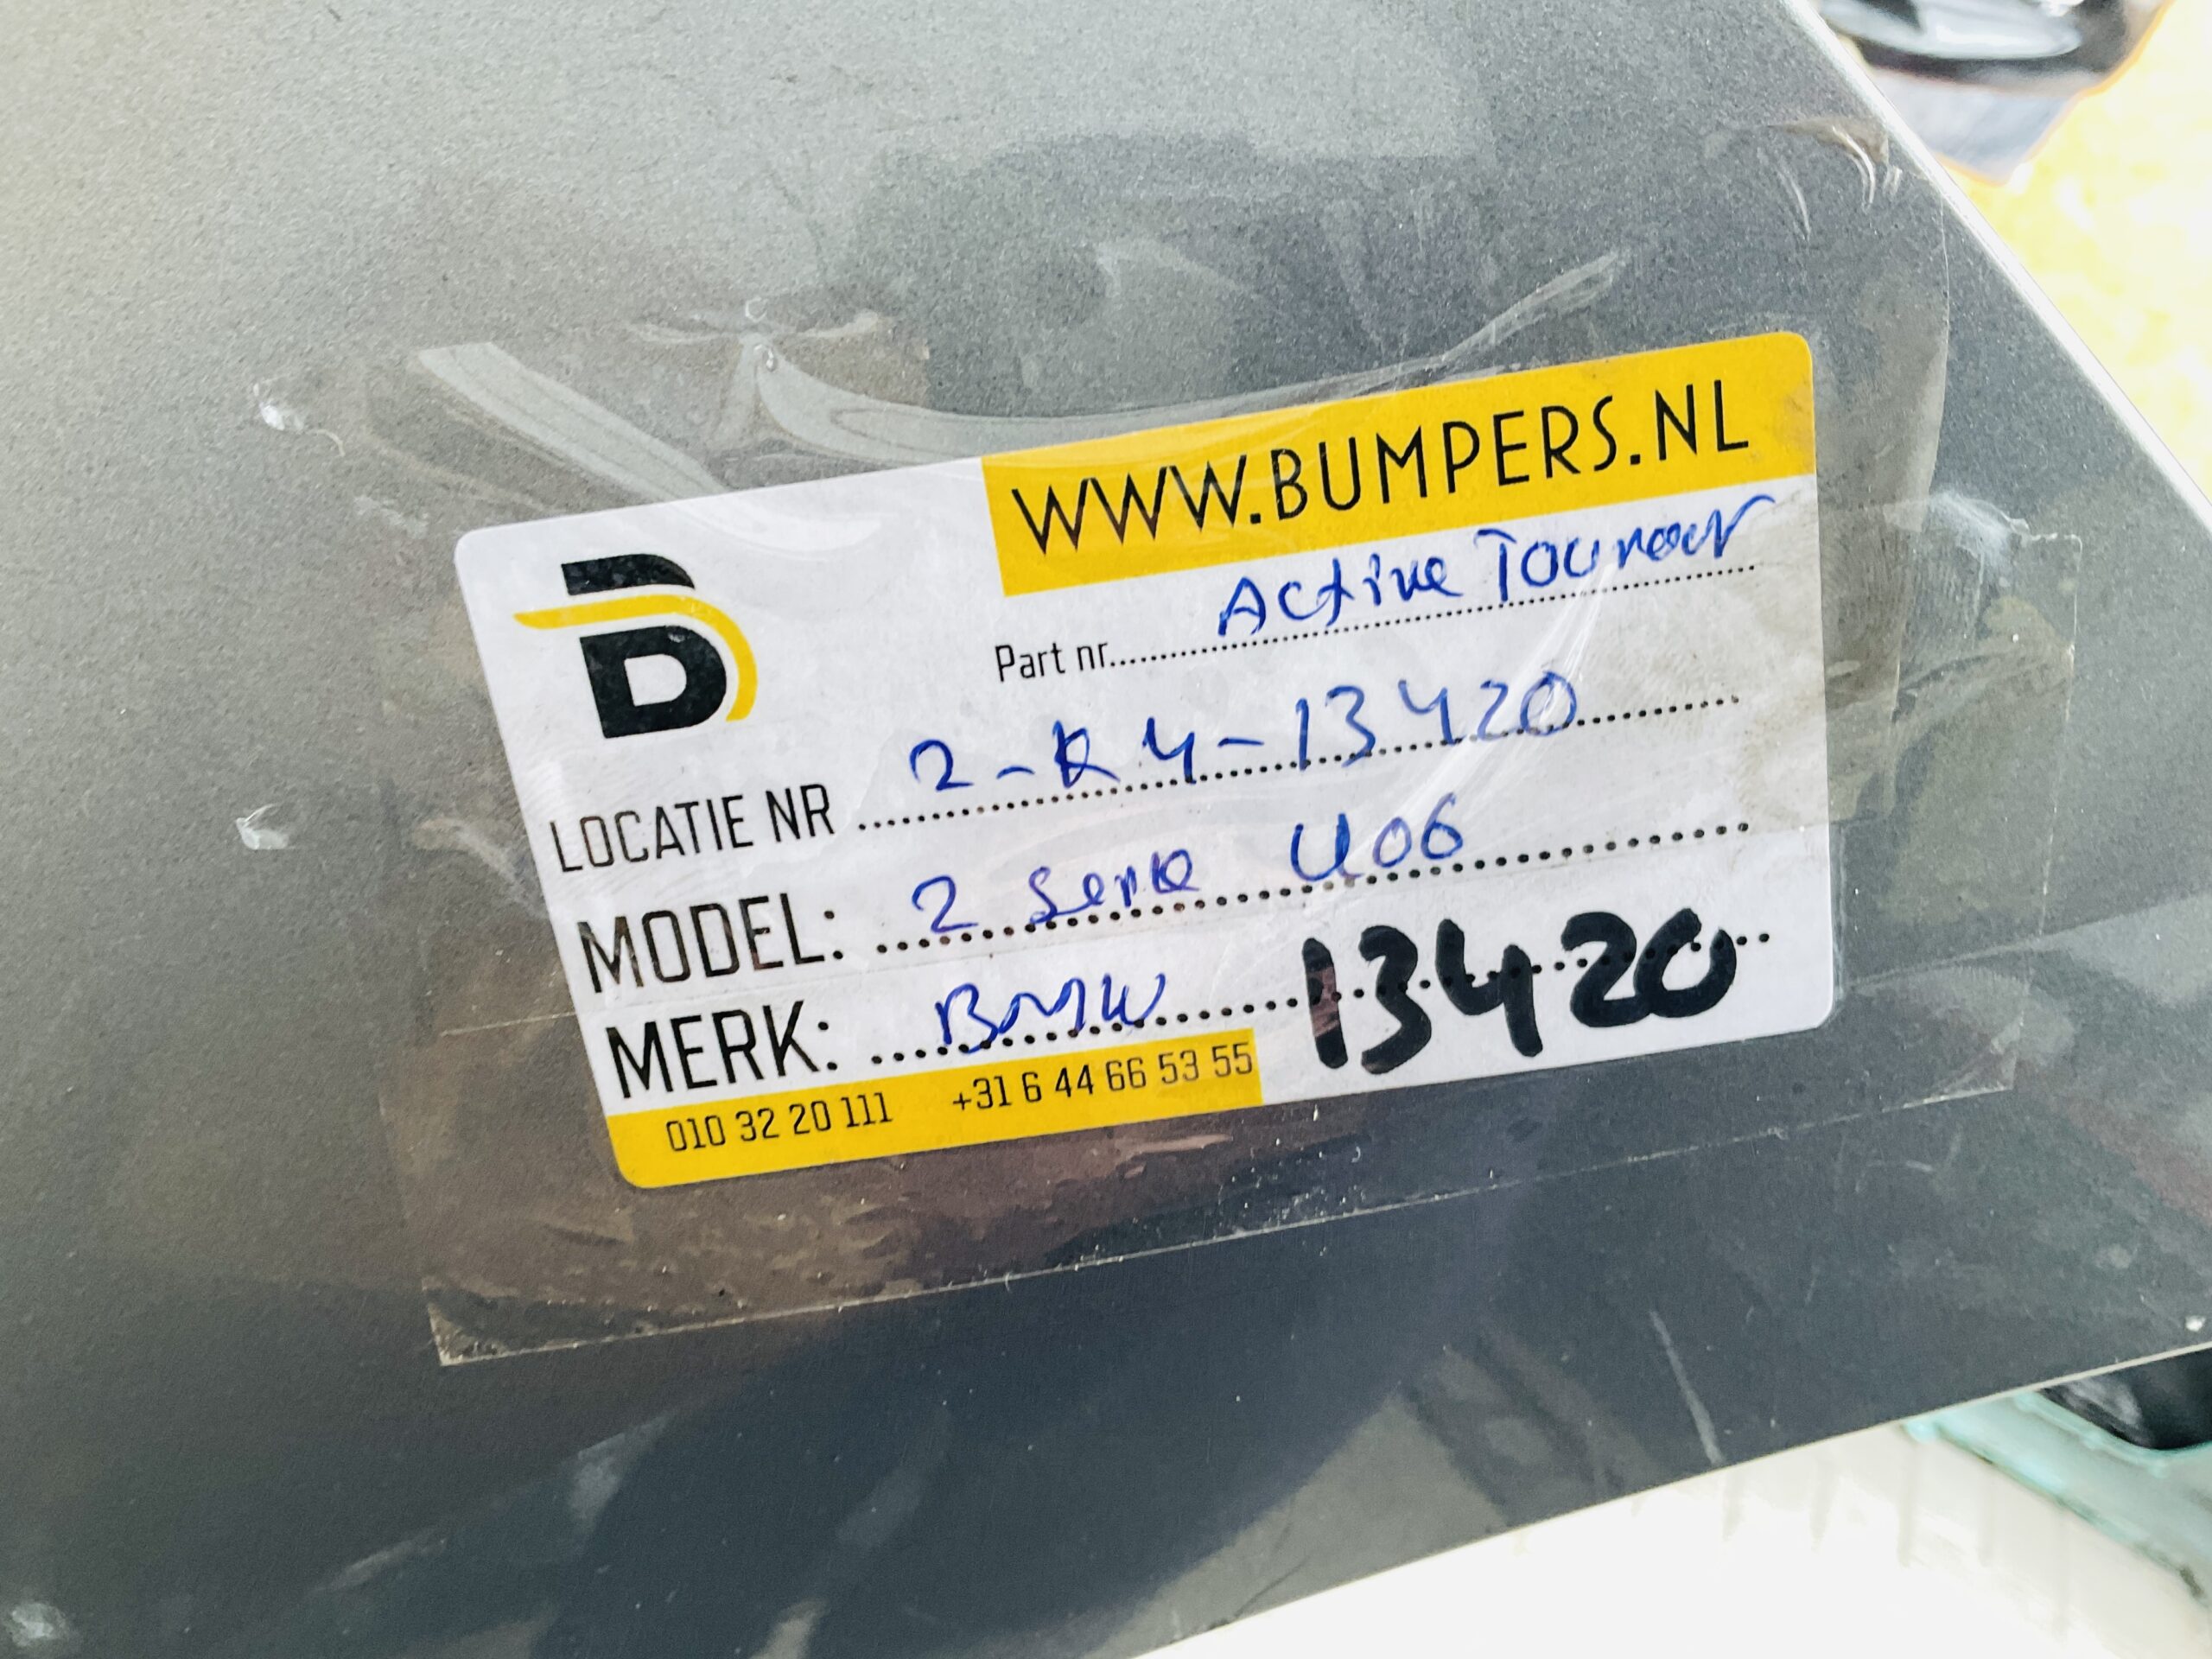 WWW.BUMPERS.NL
Part nr. Active Tourer
LOCATIE NR 2-K4-13420
MODEL: 2 Serie U06
MERK: BMW 13420
010 32 20 111 +31 6 44 66 53 55